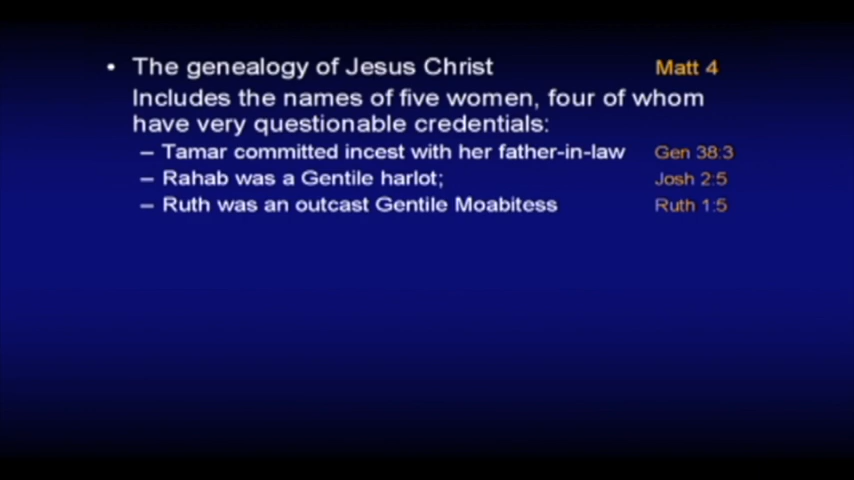 • The genealogy of Jesus Christ Matt 4
Includes the names of five women, four of whom
have very questionable credentials:
– Tamar committed incest with her father-in-law Gen 38:3
– Rahab was a Gentile harlot; Josh 2:5
– Ruth was an outcast Gentile Moabitess Ruth 1:5